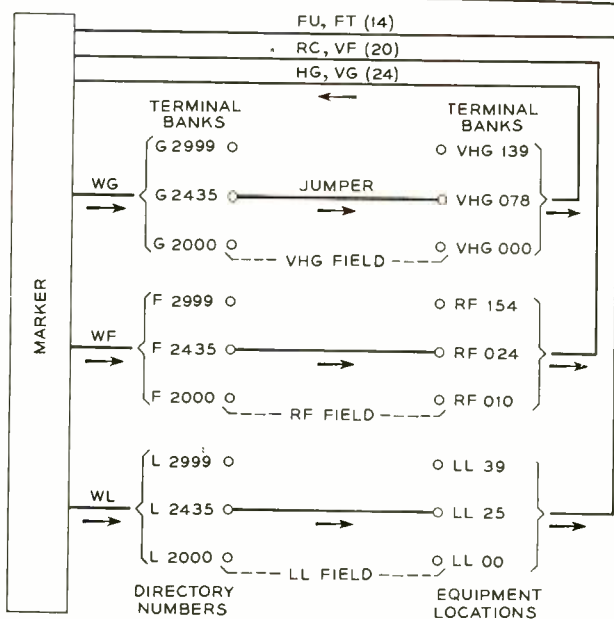 FU, FT (14)
RC, VF (20)
HG, VG (24)
TERMINAL BANKS
TERMINAL BANKS
MARKER
WG
G 2999
G 2435
G 2000
JUMPER
VHG FIELD
VHG 139
VHG 078
VHG 000
WF
F 2999
F 2435
F 2000
RF FIELD
RF 154
RF 024
RF 010
WL
L 2999
L 2435
L 2000
LL FIELD
LL 39
LL 25
LL 00
DIRECTORY NUMBERS
EQUIPMENT LOCATIONS